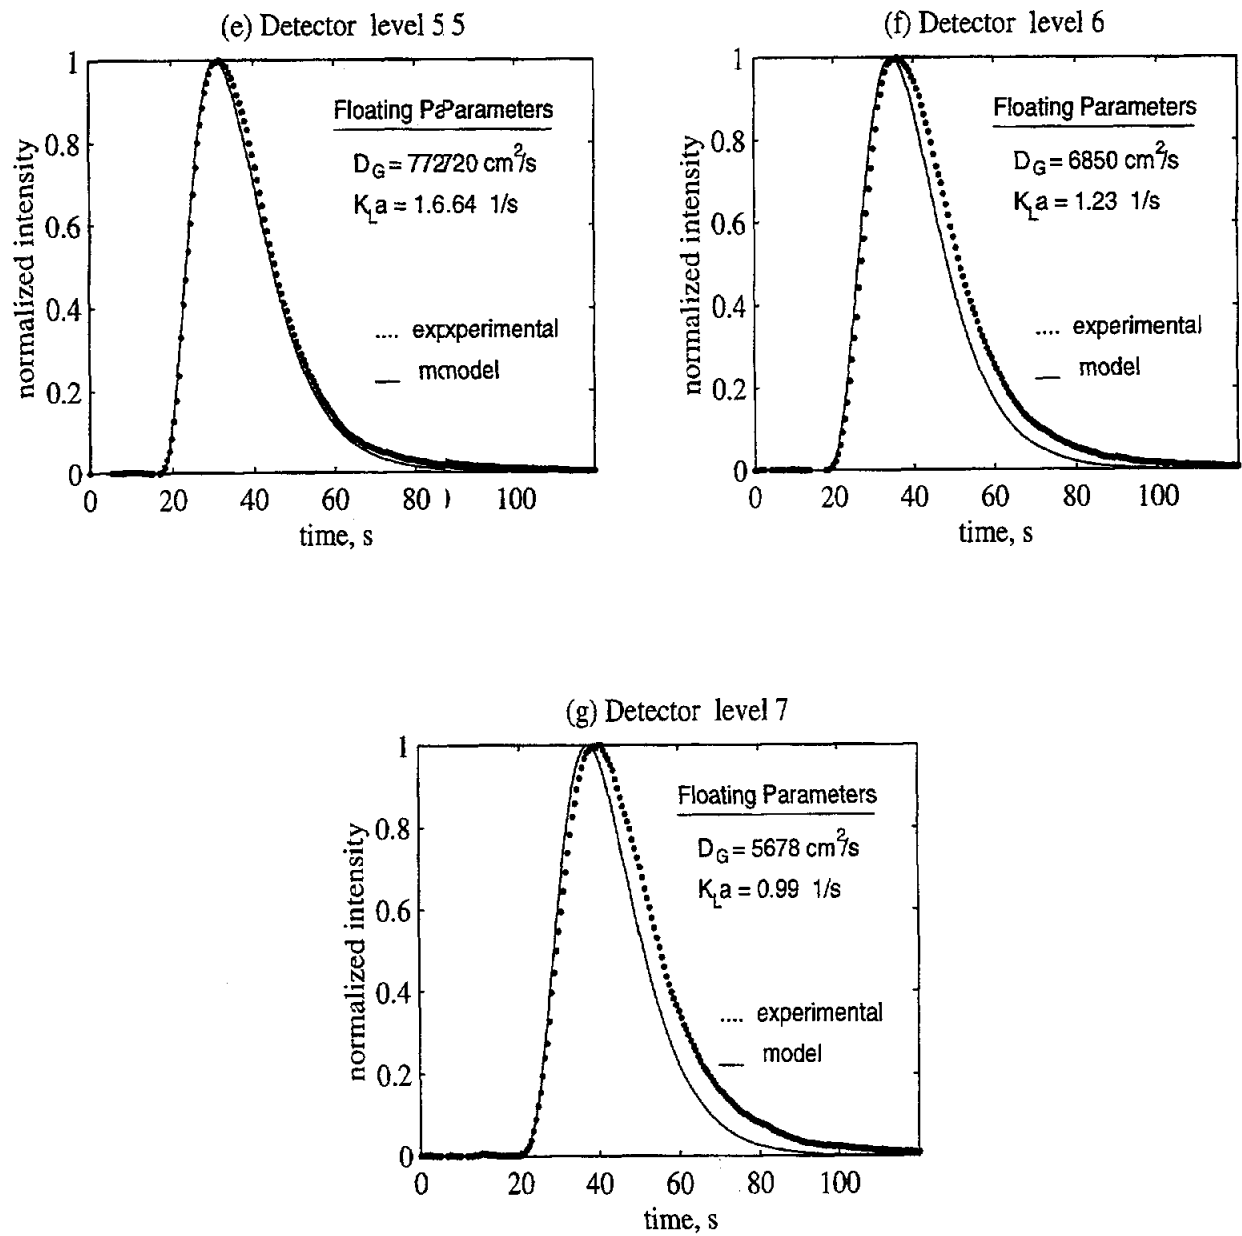 (e) Detector level 5 5
normalized intensity
1
0.8
0.6
0.4
0.2
0
Floating PaParameters
DG = 772720 cm2/s
KLa = 1.6.64 1/s
.... expxperimental
— mcmodel
0 20 40 60 80 ) 100
time, s
(f) Detector level 6
normalized intensity
1
0.8
0.6
0.4
0.2
0
Floating Parameters
DG = 6850 cm2/s
KLa = 1.23 1/s
.... experimental
— model
0 20 40 60 80 100
time, s
(g) Detector level 7
normalized intensity
1
0.8
0.6
0.4
0.2
0
Floating Parameters
DG = 5678 cm2/s
KLa = 0.99 1/s
.... experimental
— model
0 20 40 60 80 100
time, s